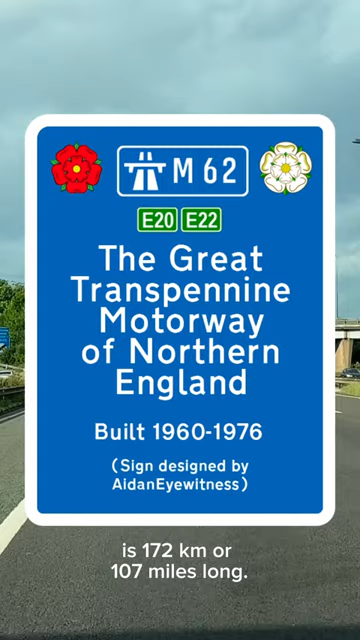 M 62
E20 E22
The Great
Transpennine
Motorway
of Northern
England
Built 1960-1976
(Sign designed by
AidanEyewitness)
is 172 km or
107 miles long.